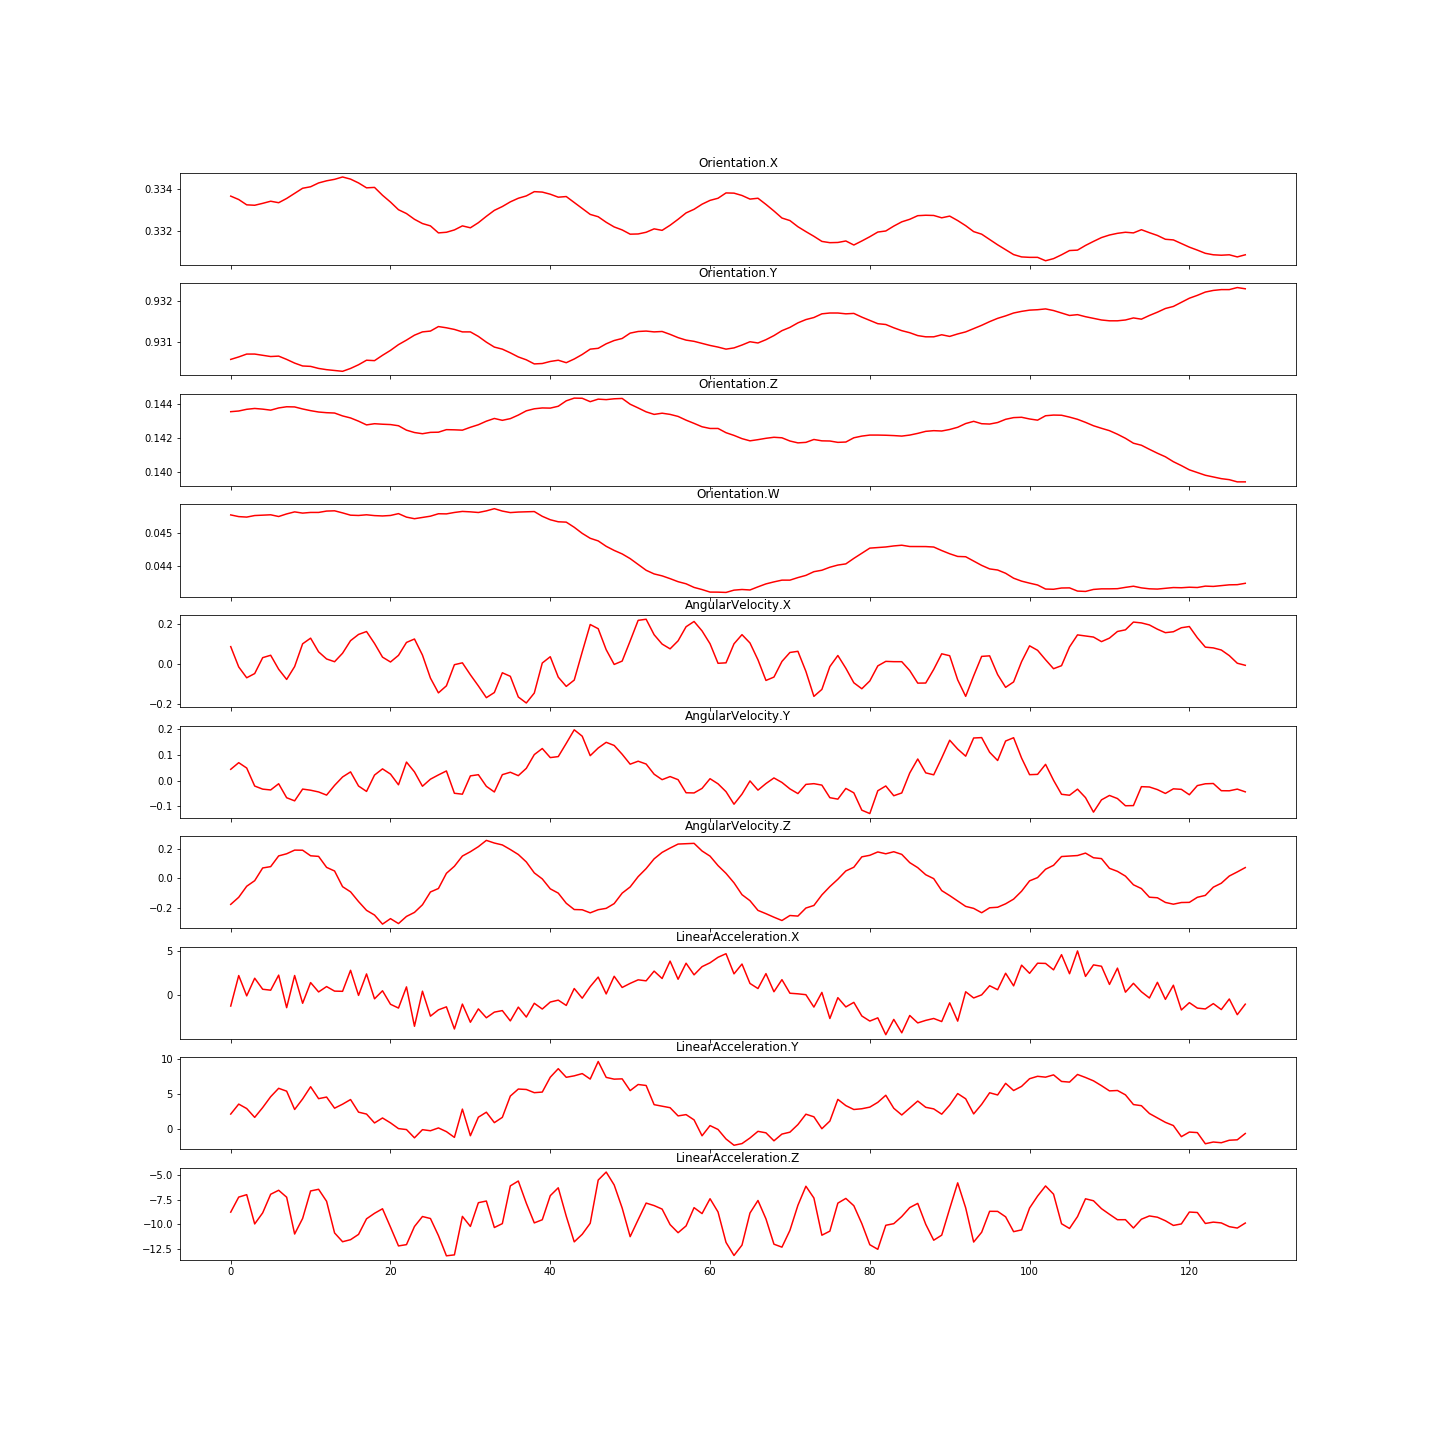 Orientation.X
0.334
0.332
Orientation.Y
0.932
0.931
Orientation.Z
0.144
0.142
0.140
Orientation.W
0.045
0.044
AngularVelocity.X
0.2
0.0
−0.2
AngularVelocity.Y
0.2
0.1
0.0
−0.1
AngularVelocity.Z
0.2
0.0
−0.2
LinearAcceleration.X
5
0
LinearAcceleration.Y
10
5
0
LinearAcceleration.Z
−5.0
−7.5
−10.0
−12.5
0 20 40 60 80 100 120